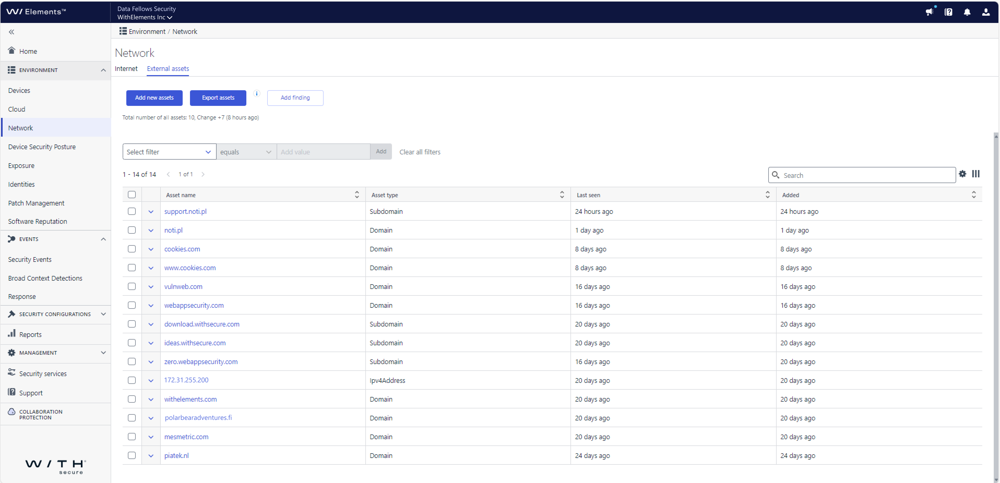 W/ Elements™
Data Fellows Security
WithElements Inc
Environment / Network
Home
ENVIRONMENT
Devices
Cloud
Network
Device Security Posture
Exposure
Identities
Patch Management
Software Reputation
EVENTS
Security Events
Broad Context Detections
Response
SECURITY CONFIGURATIONS
Reports
MANAGEMENT
Security services
Support
COLLABORATION
PROTECTION
W / T H®
secure
Network
Internet External assets
Add new assets Export assets i Add finding
Total number of all assets: 10, Change +7 (8 hours ago)
Select filter equals Add value Add Clear all filters
1 - 14 of 14 1 of 1 Search
Asset name Asset type Last seen Added
support.noti.pl Subdomain 24 hours ago 24 hours ago
noti.pl Domain 1 day ago 1 day ago
cookies.com Domain 8 days ago 8 days ago
www.cookies.com Domain 8 days ago 8 days ago
vulnweb.com Domain 16 days ago 16 days ago
webappsecurity.com Domain 16 days ago 16 days ago
download.withsecure.com Subdomain 20 days ago 20 days ago
ideas.withsecure.com Subdomain 20 days ago 20 days ago
zero.webappsecurity.com Subdomain 16 days ago 20 days ago
172.31.255.200 Ipv4Address 20 days ago 20 days ago
withelements.com Domain 20 days ago 20 days ago
polarbearadventures.fi Domain 20 days ago 20 days ago
mesmetric.com Domain 20 days ago 20 days ago
piatek.nl Domain 24 days ago 24 days ago